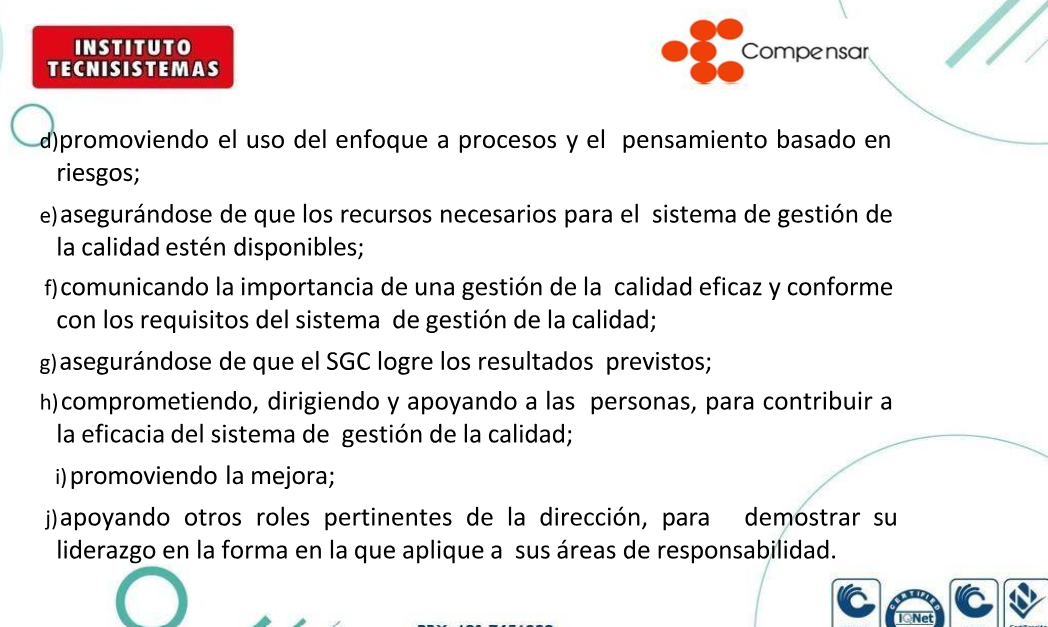 INSTITUTO
TECNISISTEMAS
Compensar
d)promoviendo el uso del enfoque a procesos y el pensamiento basado en
riesgos;
e)asegurándose de que los recursos necesarios para el sistema de gestión de
la calidad estén disponibles;
f)comunicando la importancia de una gestión de la calidad eficaz y conforme
con los requisitos del sistema de gestión de la calidad;
g)asegurándose de que el SGC logre los resultados previstos;
h)comprometiendo, dirigiendo y apoyando a las personas, para contribuir a
la eficacia del sistema de gestión de la calidad;
i)promoviendo la mejora;
j)apoyando otros roles pertinentes de la dirección, para demostrar su
liderazgo en la forma en la que aplique a sus áreas de responsabilidad.
CERTIFIED
IQNet